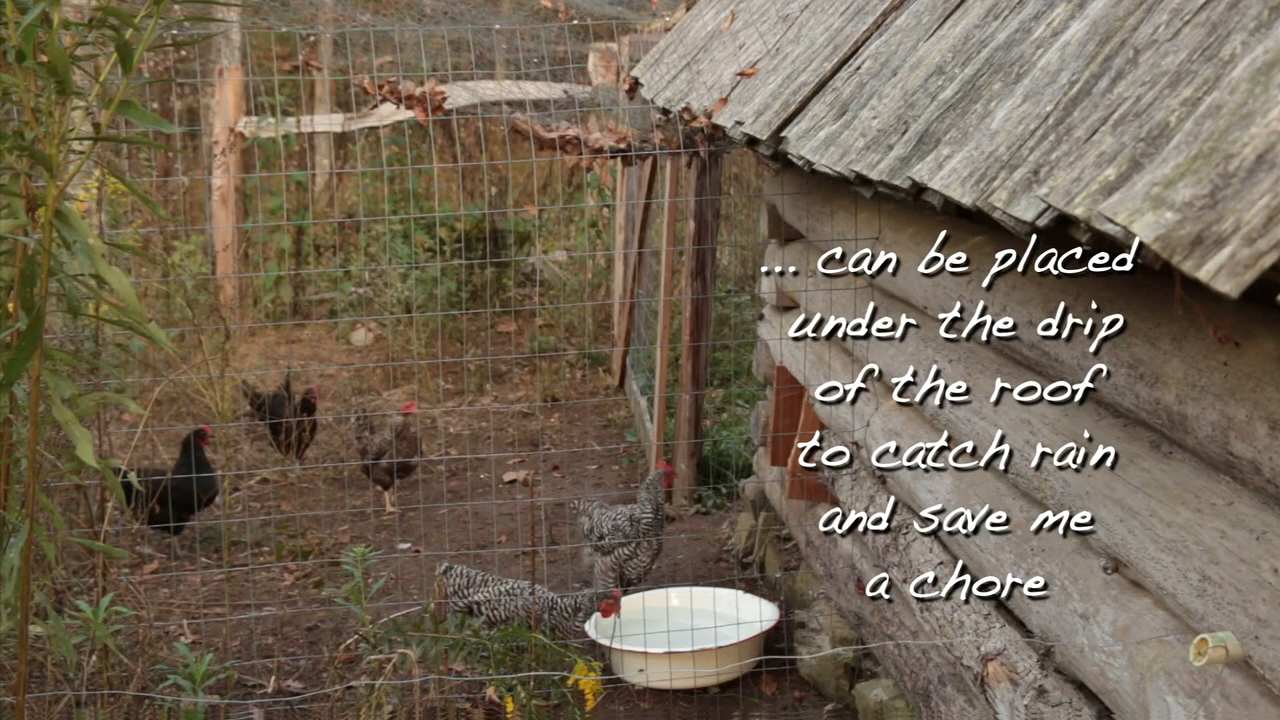 ... can be placed
under the drip
of the roof
to catch rain
and save me
a chore